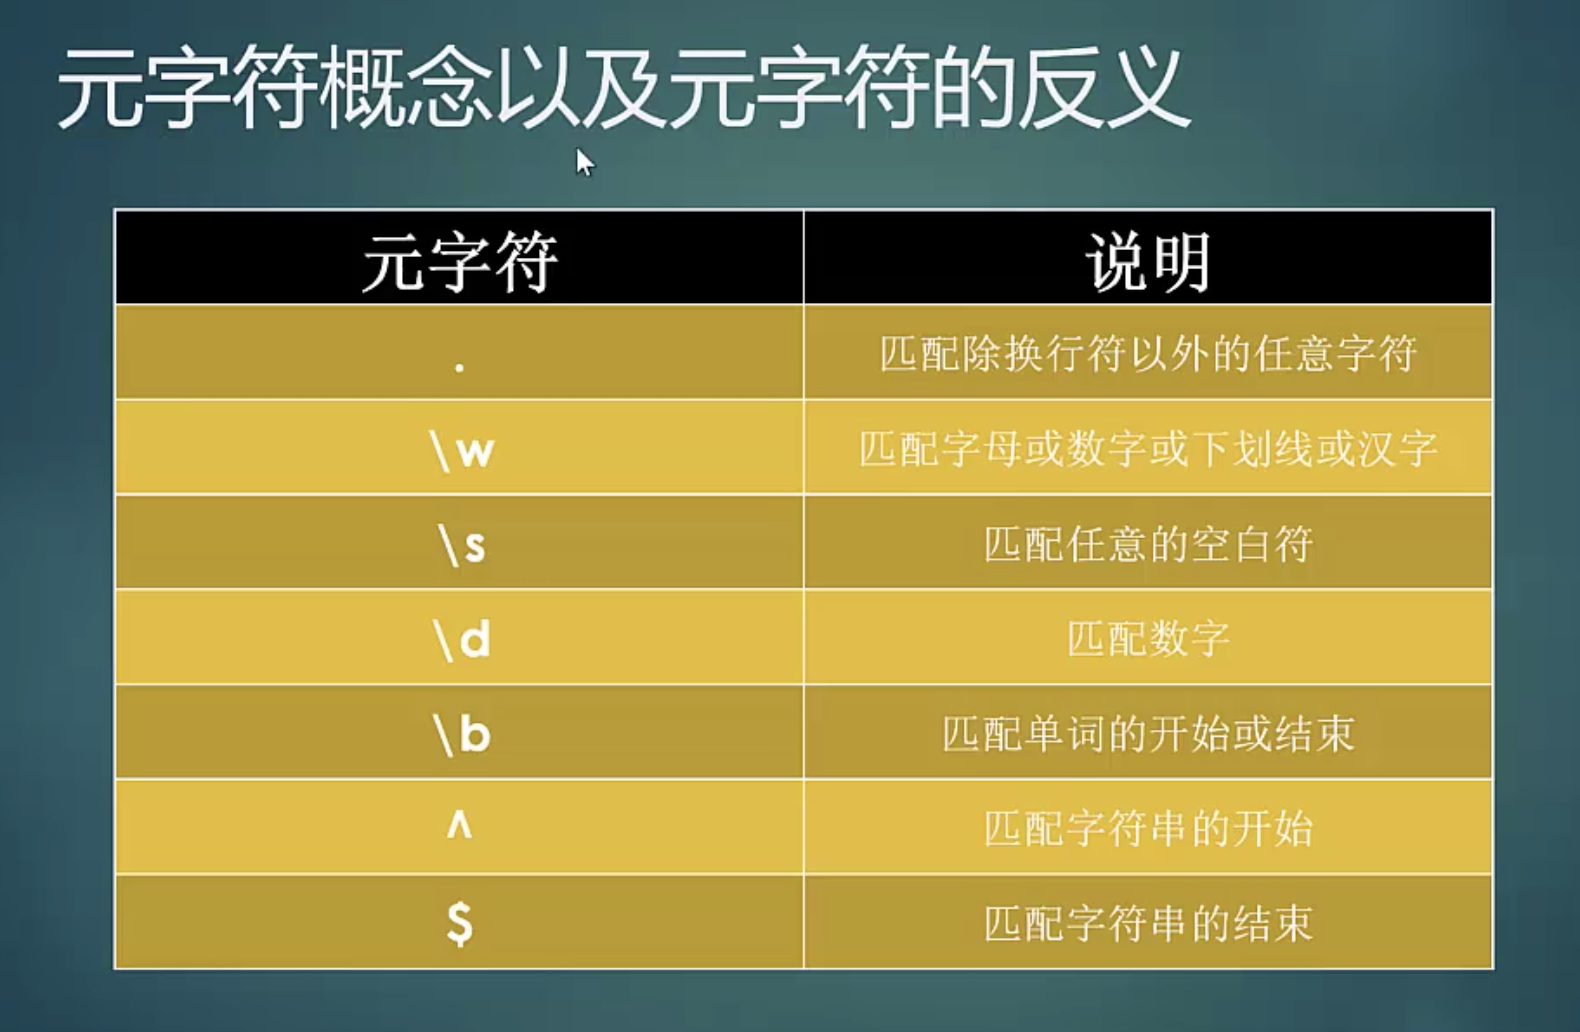 元字符概念以及元字符的反义
元字符 说明
. 匹配除换行符以外的任意字符
\w 匹配字母或数字或下划线或汉字
\s 匹配任意的空白符
\d 匹配数字
\b 匹配单词的开始或结束
^ 匹配字符串的开始
$ 匹配字符串的结束